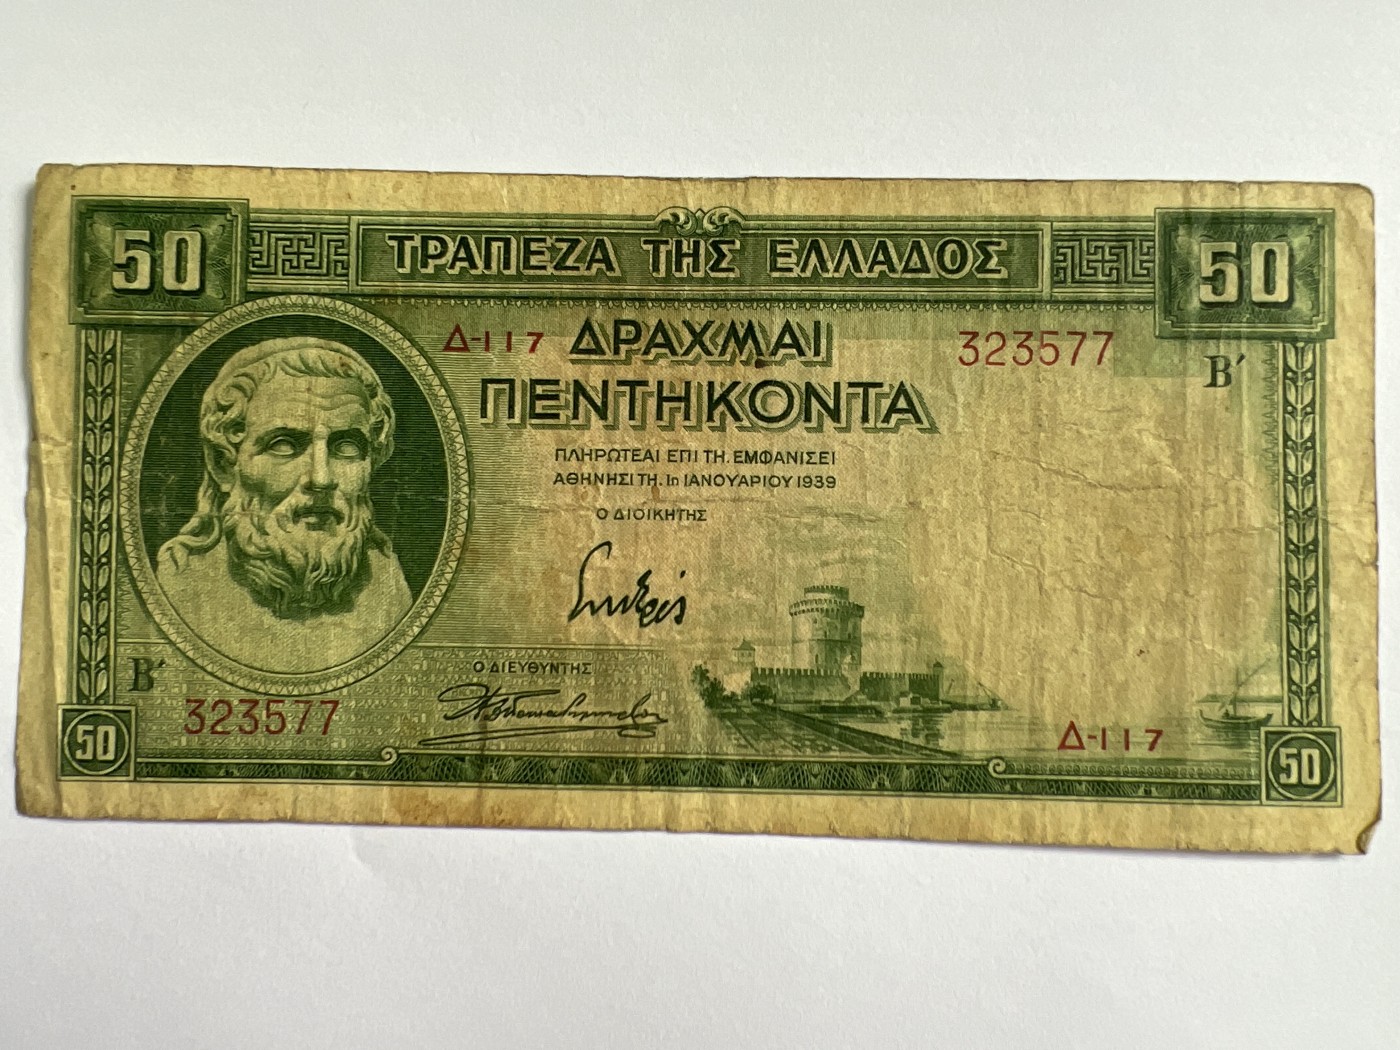 50 ΤΡΑΠΕΖΑ ΤΗΣ ΕΛΛΑΔΟΣ 50
Δ-117 ΔΡΑΧΜΑΙ 323577
ΠΕΝΤΗΚΟΝΤΑ Β΄
ΠΛΗΡΩΤΕΑΙ ΕΠΙ ΤΗ. ΕΜΦΑΝΙΣΕΙ
ΑΘΗΝΗΣΙ ΤΗ. 1η ΙΑΝΟΥΑΡΙΟΥ 1939
Ο ΔΙΟΙΚΗΤΗΣ
Ο ΔΙΕΥΘΥΝΤΗΣ
Β΄
323577
Δ-117
50 50